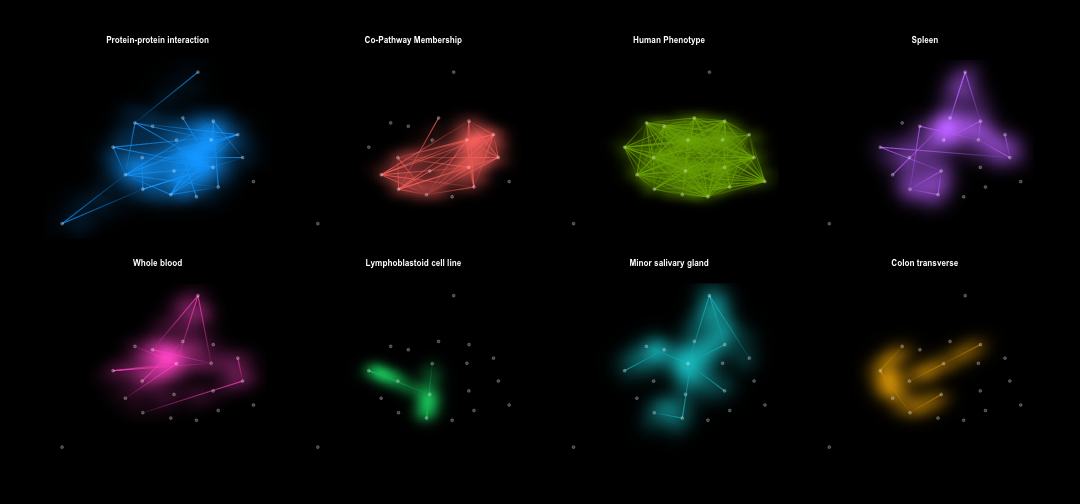 Protein-protein interaction
Co-Pathway Membership
Human Phenotype
Spleen
Whole blood
Lymphoblastoid cell line
Minor salivary gland
Colon transverse